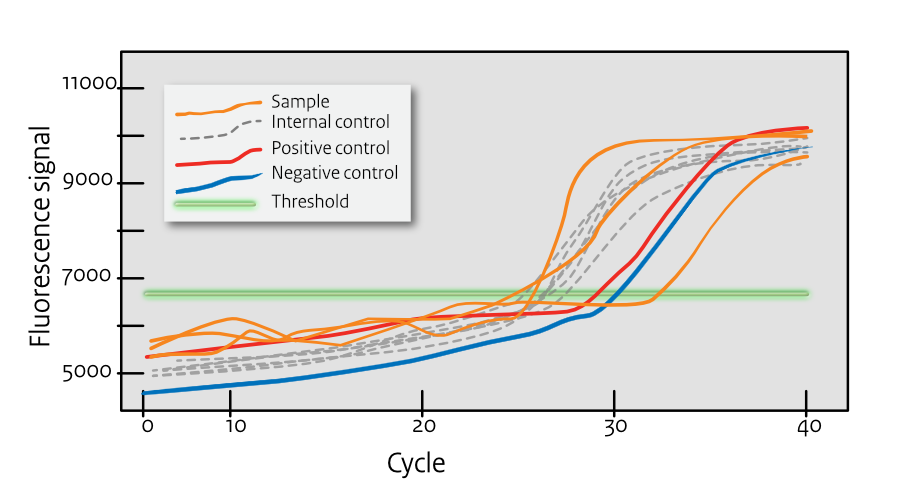 11000
9000
7000
5000
Fluorescence signal
Sample
Internal control
Positive control
Negative control
Threshold
0 10 20 30 40
Cycle